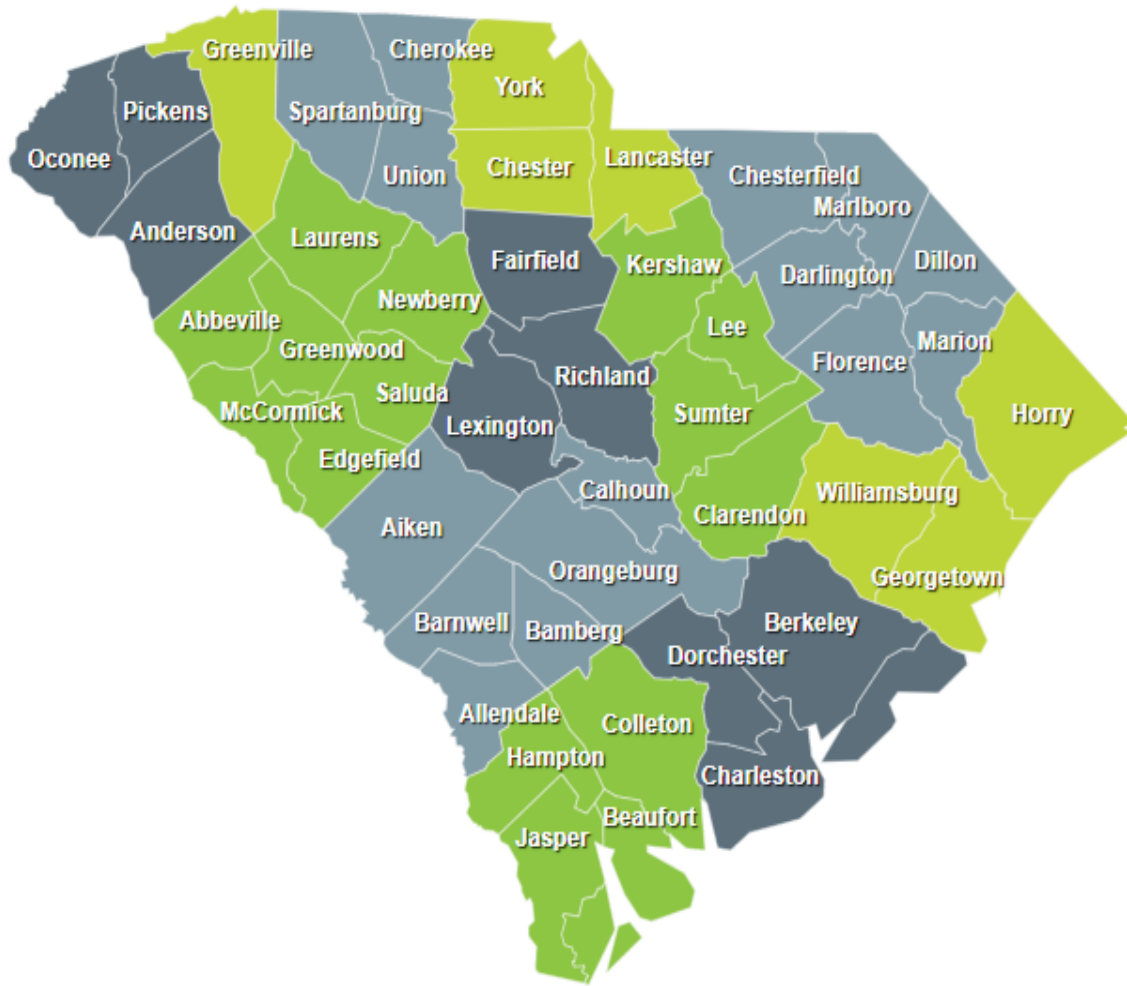 Greenville
Cherokee
York
Pickens
Spartanburg
Oconee
Union
Chester
Lancaster
Chesterfield
Marlboro
Anderson
Laurens
Fairfield
Kershaw
Darlington
Dillon
Newberry
Abbeville
Greenwood
Lee
Marion
Florence
Saluda
Richland
McCormick
Lexington
Sumter
Horry
Edgefield
Calhoun
Williamsburg
Aiken
Clarendon
Orangeburg
Georgetown
Barnwell
Bamberg
Berkeley
Dorchester
Allendale
Colleton
Hampton
Charleston
Beaufort
Jasper